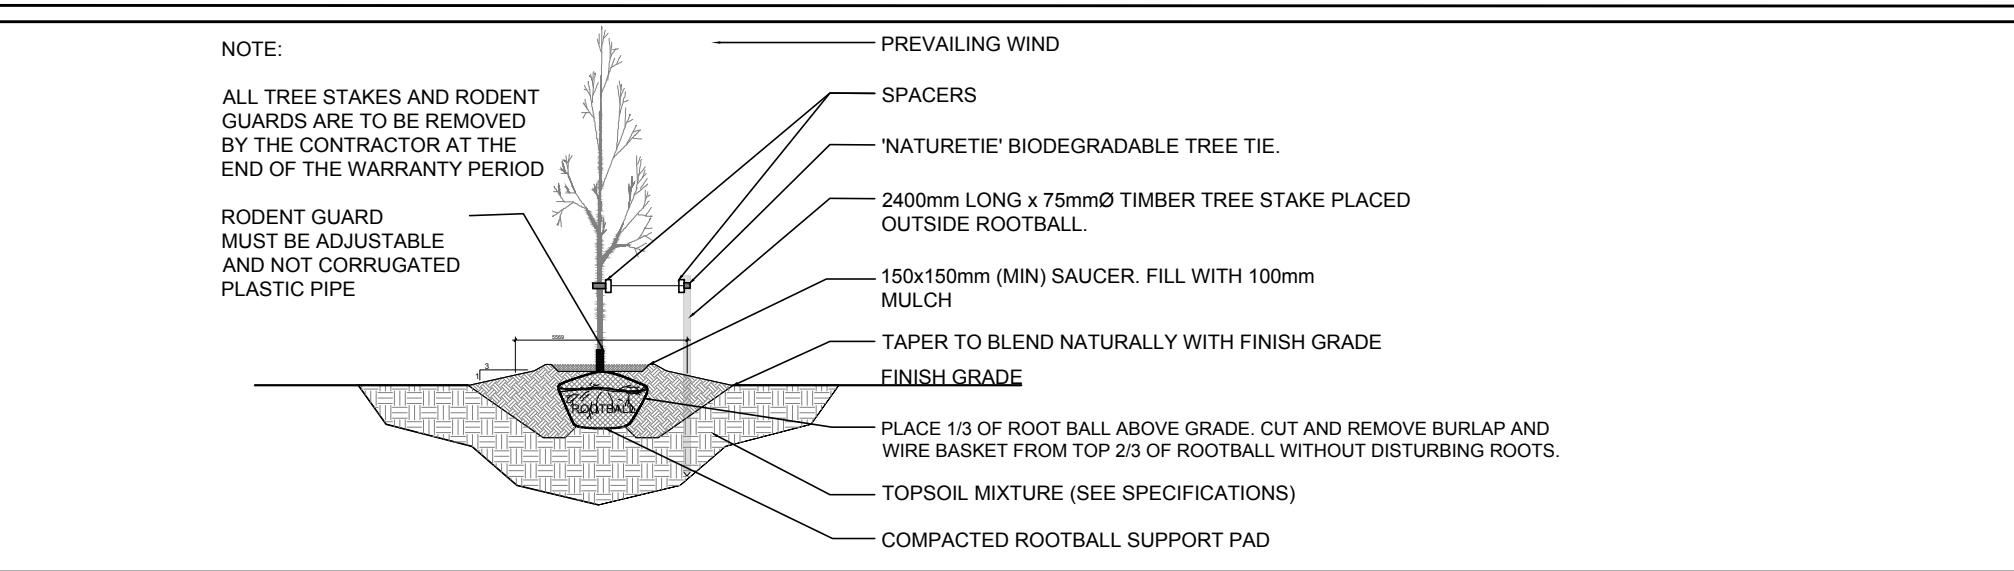 NOTE:
ALL TREE STAKES AND RODENT
GUARDS ARE TO BE REMOVED
BY THE CONTRACTOR AT THE
END OF THE WARRANTY PERIOD
RODENT GUARD
MUST BE ADJUSTABLE
AND NOT CORRUGATED
PLASTIC PIPE
PREVAILING WIND
SPACERS
'NATURETIE' BIODEGRADABLE TREE TIE.
2400mm LONG x 75mmØ TIMBER TREE STAKE PLACED
OUTSIDE ROOTBALL.
150x150mm (MIN) SAUCER. FILL WITH 100mm
MULCH
TAPER TO BLEND NATURALLY WITH FINISH GRADE
FINISH GRADE
PLACE 1/3 OF ROOT BALL ABOVE GRADE. CUT AND REMOVE BURLAP AND
WIRE BASKET FROM TOP 2/3 OF ROOTBALL WITHOUT DISTURBING ROOTS.
TOPSOIL MIXTURE (SEE SPECIFICATIONS)
COMPACTED ROOTBALL SUPPORT PAD
3
1
ROOTBALL